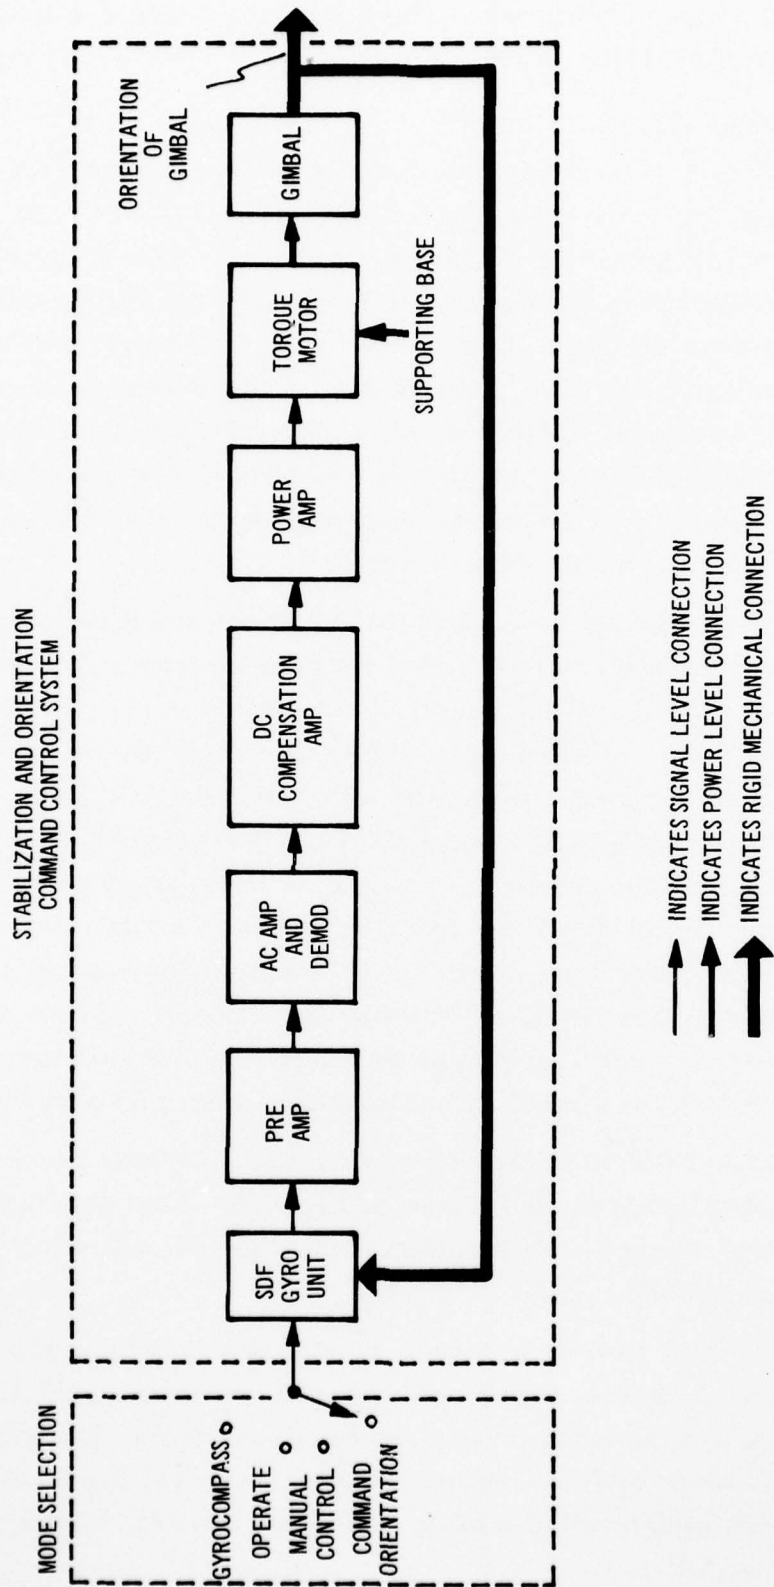 STABILIZATION AND ORIENTATION
COMMAND CONTROL SYSTEM
MODE SELECTION
GYROCOMPASS
OPERATE
MANUAL
CONTROL
COMMAND
ORIENTATION
SDF
GYRO
UNIT
PRE
AMP
AC AMP
AND
DEMOD
DC
COMPENSATION
AMP
POWER
AMP
TORQUE
MOTOR
GIMBAL
ORIENTATION
OF
GIMBAL
SUPPORTING BASE
INDICATES SIGNAL LEVEL CONNECTION
INDICATES POWER LEVEL CONNECTION
INDICATES RIGID MECHANICAL CONNECTION